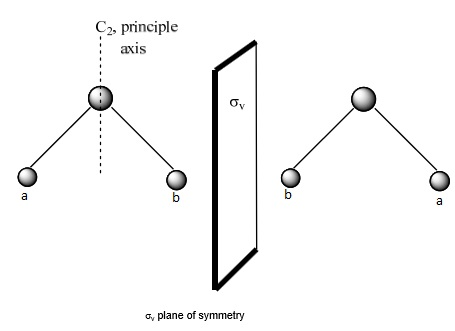 C₂, principle
axis
σᵥ
a
b
b
a
σᵥ plane of symmetry